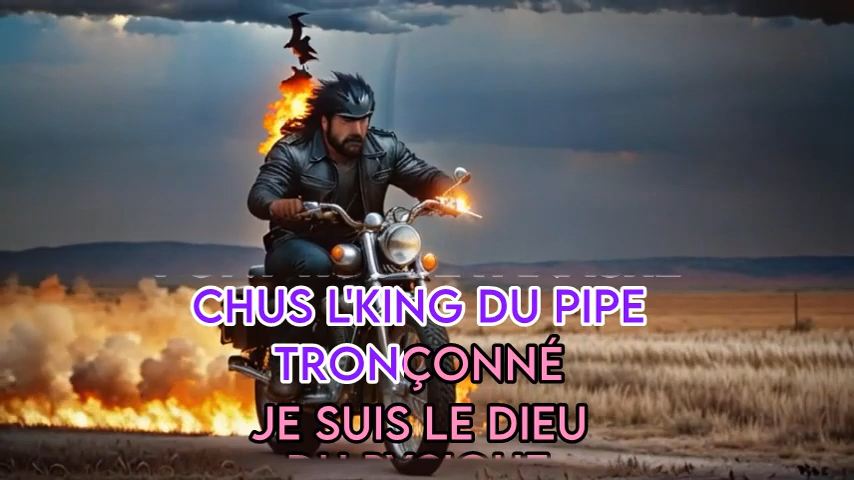 CHUS L'KING DU PIPE
TRONÇONNÉ
JE SUIS LE DIEU